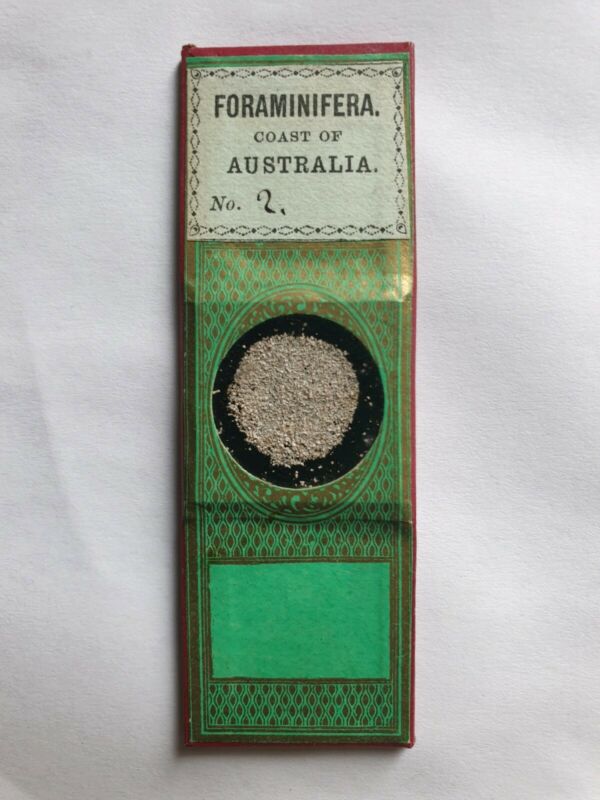 FORAMINIFERA.
COAST OF
AUSTRALIA.
No. 2.